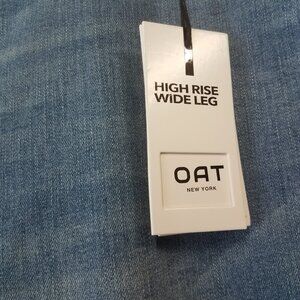 HIGH RISE
WIDE LEG
OAT
NEW YORK